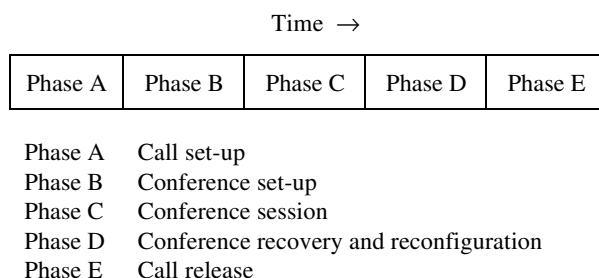 Time →
Phase A Phase B Phase C Phase D Phase E
Phase A Call set-up
Phase B Conference set-up
Phase C Conference session
Phase D Conference recovery and reconfiguration
Phase E Call release